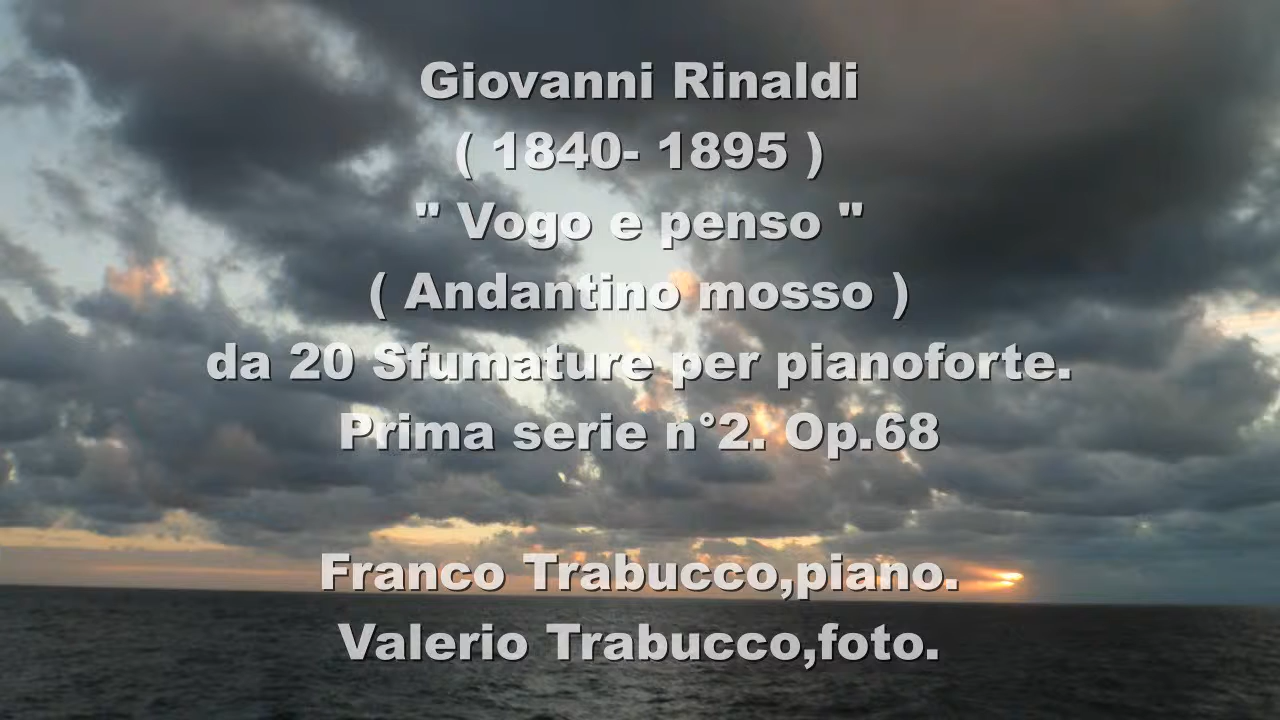 Giovanni Rinaldi
( 1840- 1895 )
" Vogo e penso "
( Andantino mosso )
da 20 Sfumature per pianoforte.
Prima serie n°2. Op.68
Franco Trabucco,piano.
Valerio Trabucco,foto.